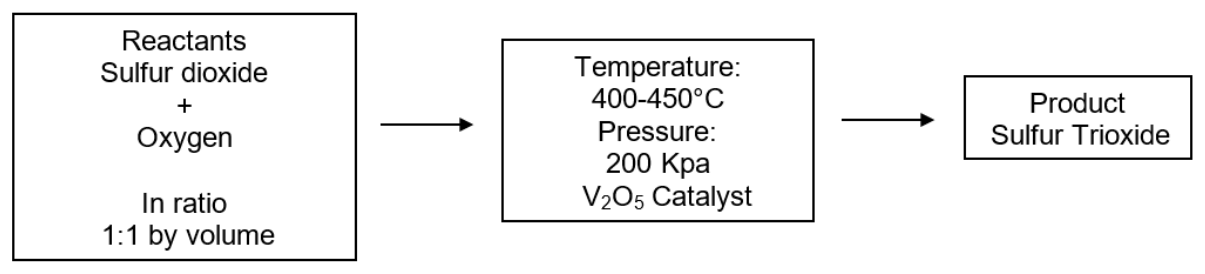 Reactants
Sulfur dioxide
+
Oxygen
In ratio
1:1 by volume
Temperature:
400-450°C
Pressure:
200 Kpa
V₂O₅ Catalyst
Product
Sulfur Trioxide